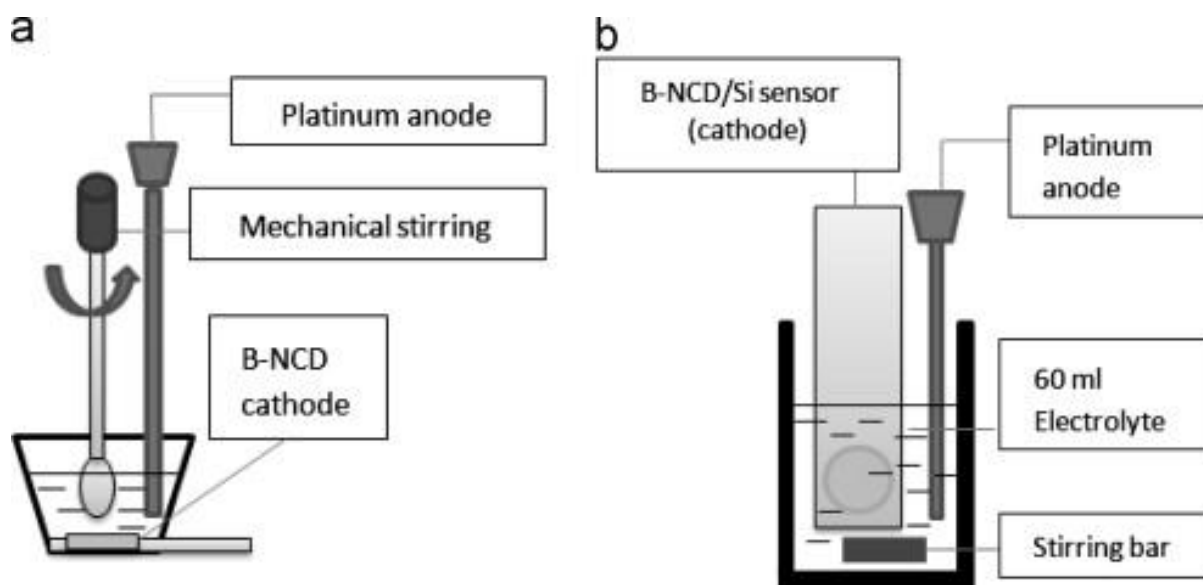 a
Platinum anode
Mechanical stirring
B-NCD
cathode
b
B-NCD/Si sensor
(cathode)
Platinum
anode
60 ml
Electrolyte
Stirring bar